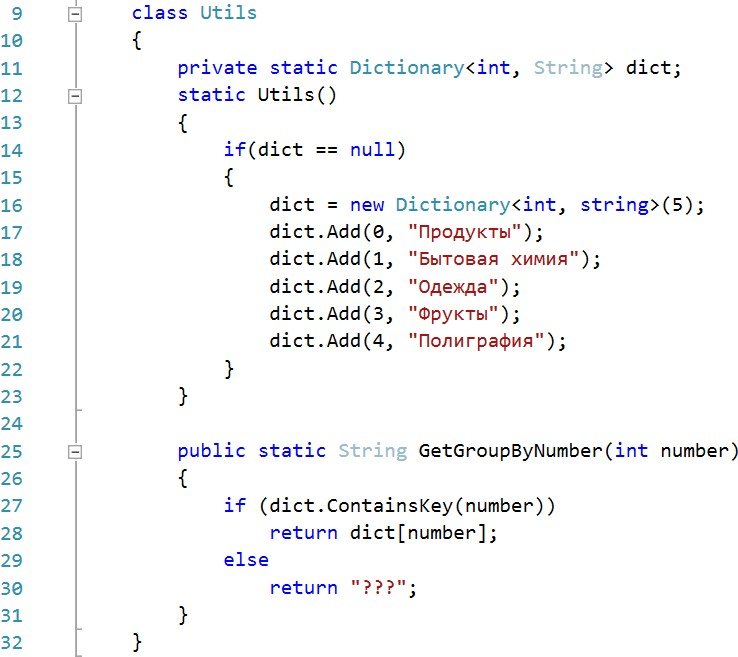 9 class Utils
10 {
11 private static Dictionary<int, String> dict;
12 static Utils()
13 {
14 if(dict == null)
15 {
16 dict = new Dictionary<int, string>(5);
17 dict.Add(0, "Продукты");
18 dict.Add(1, "Бытовая химия");
19 dict.Add(2, "Одежда");
20 dict.Add(3, "Фрукты");
21 dict.Add(4, "Полиграфия");
22 }
23 }
24
25 public static String GetGroupByNumber(int number)
26 {
27 if (dict.ContainsKey(number))
28 return dict[number];
29 else
30 return "???";
31 }
32 }